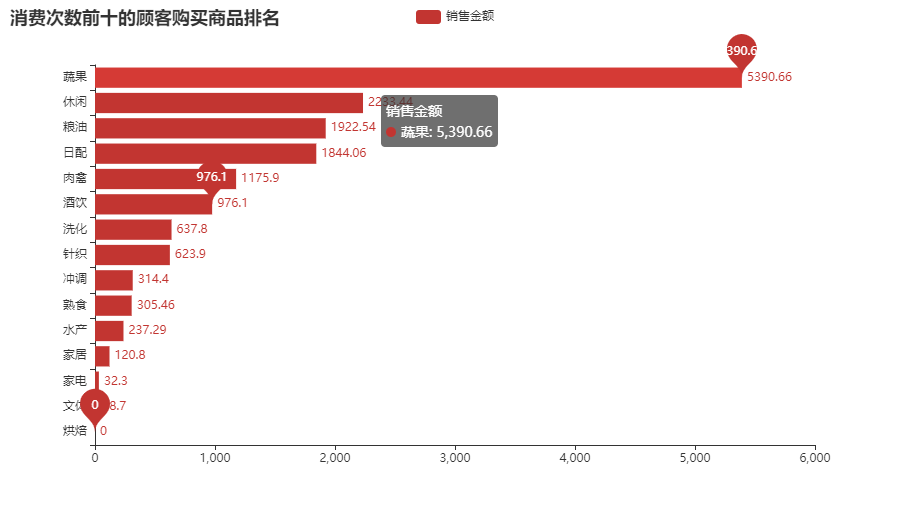 消费次数前十的顾客购买商品排名
销售金额
390.6
蔬果
5390.66
休闲
2233.44
销售金额
蔬果: 5,390.66
粮油
1922.54
日配
1844.06
肉禽
976.1
1175.9
酒饮
976.1
洗化
637.8
针织
623.9
冲调
314.4
熟食
305.46
水产
237.29
家居
120.8
家电
32.3
8.7
0
烘焙
0
0
1,000
2,000
3,000
4,000
5,000
6,000